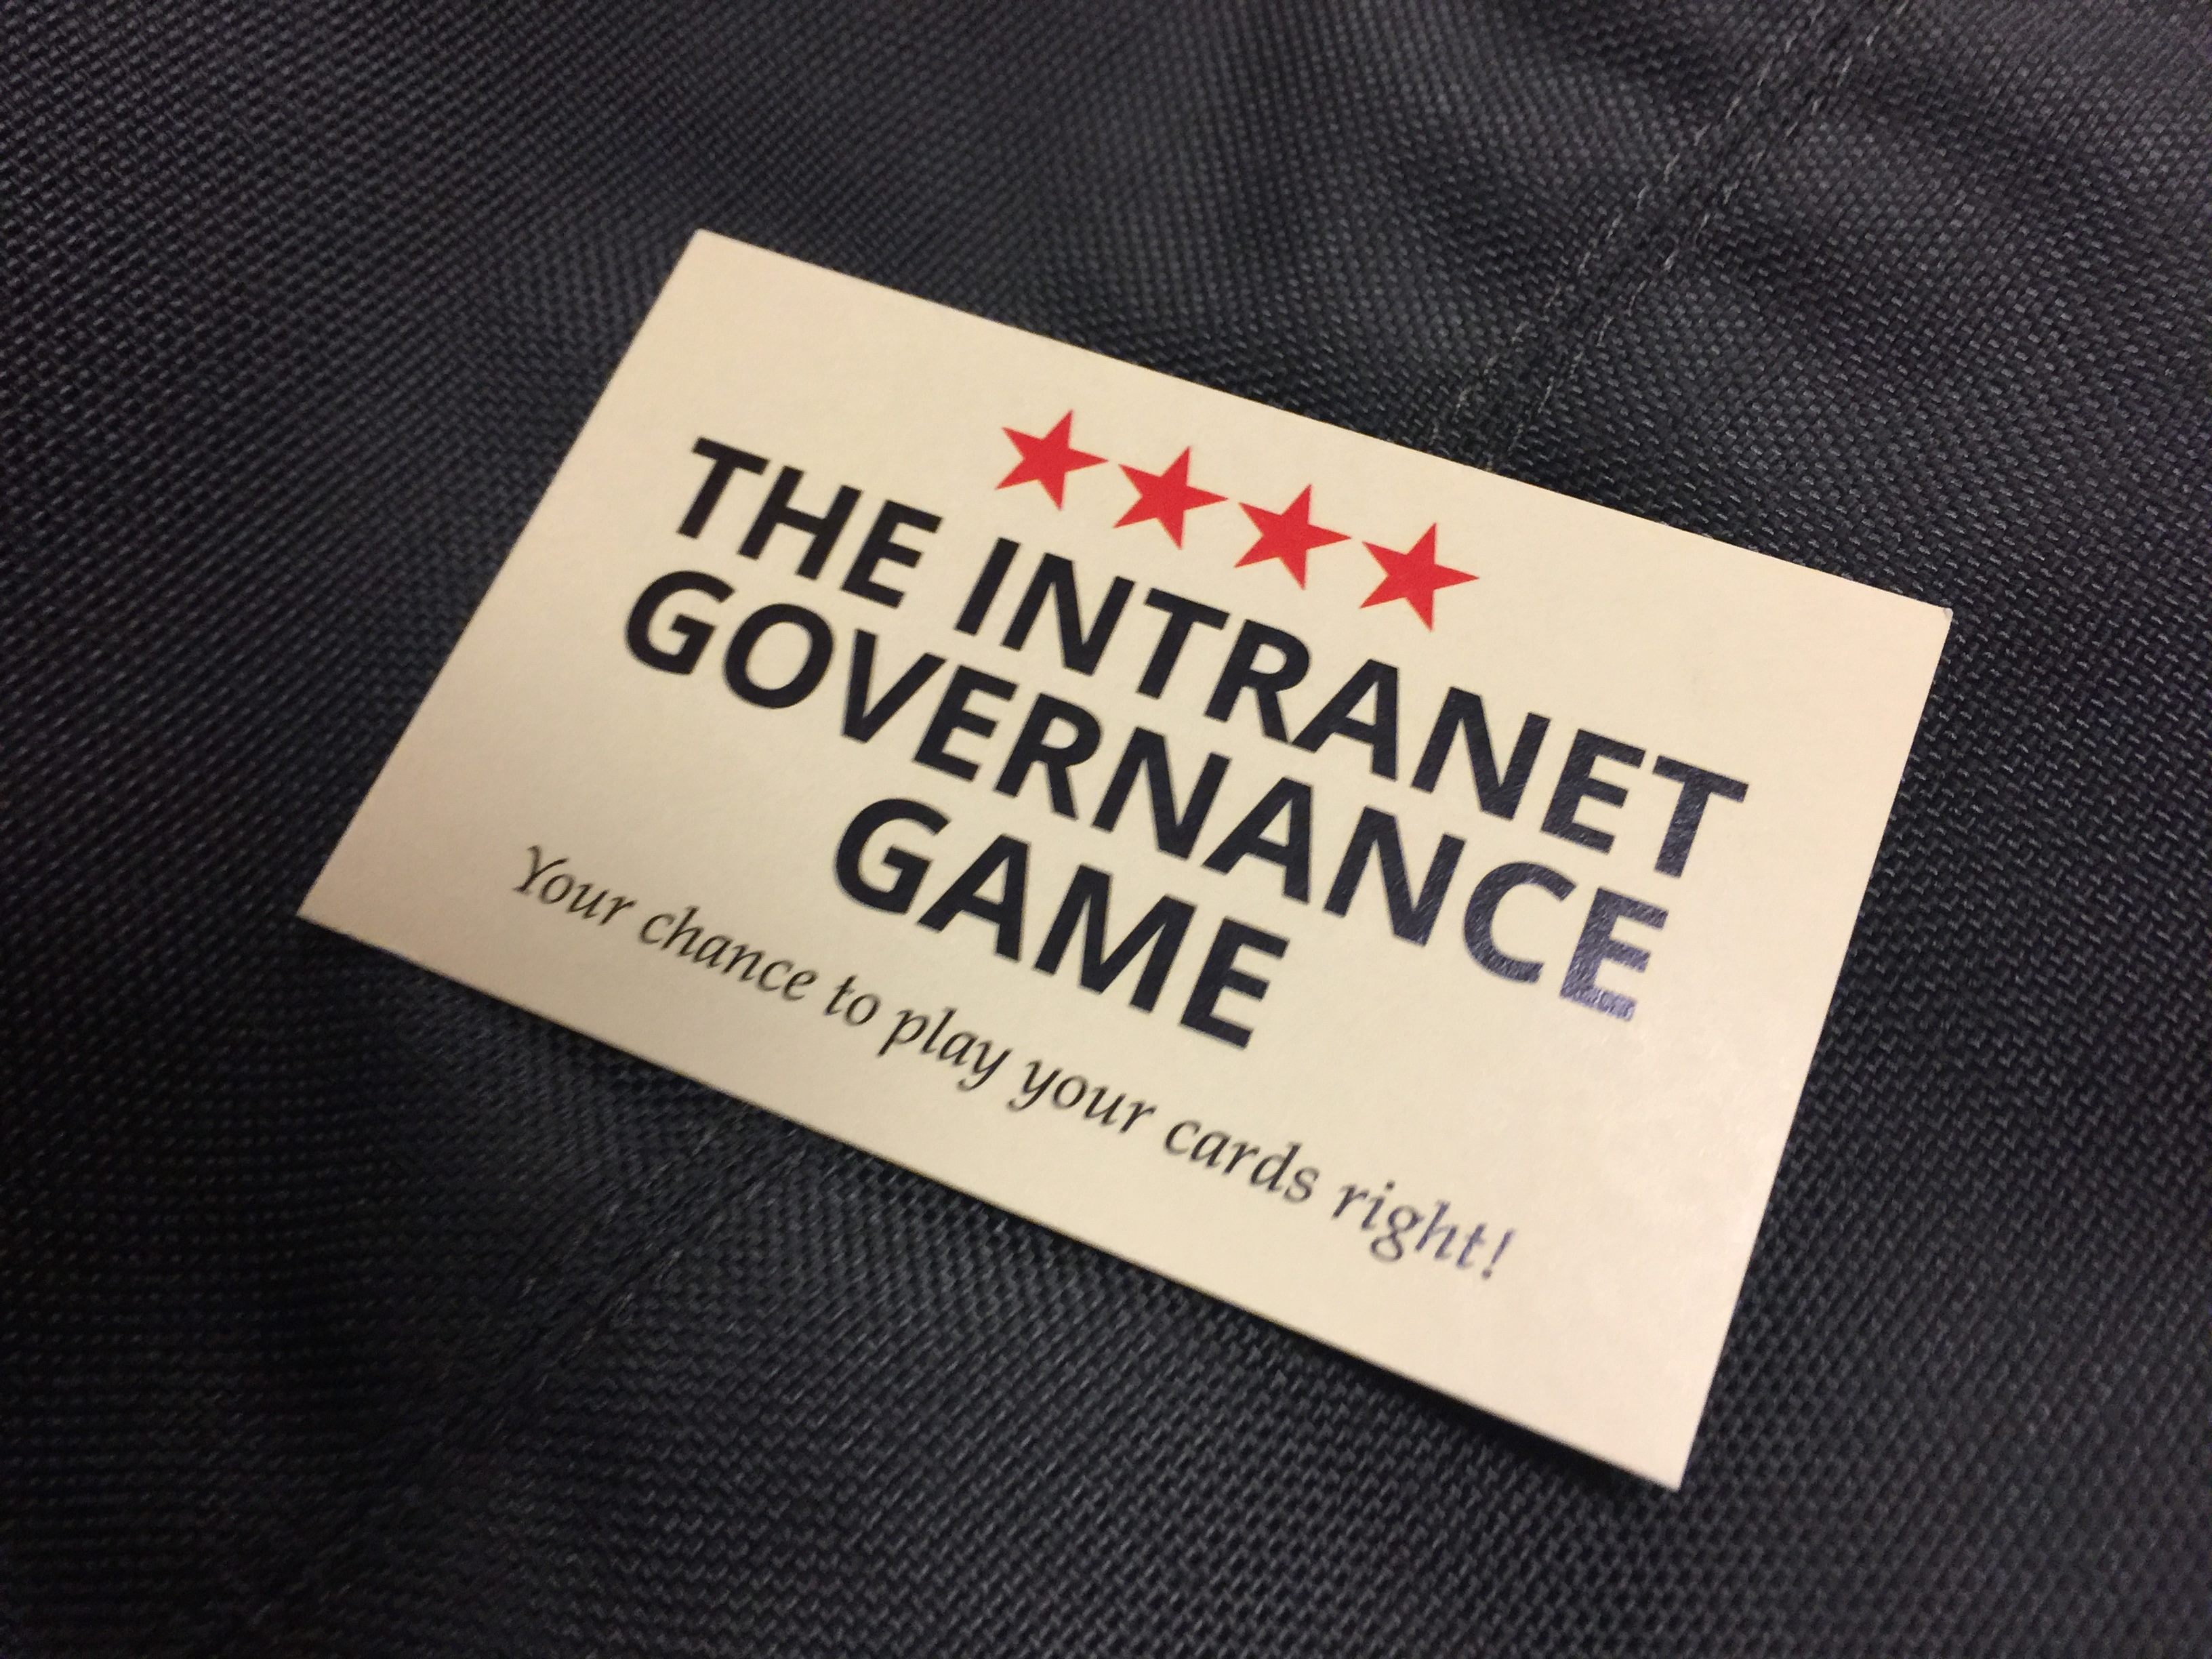 THE INTRANET
GOVERNANCE
GAME
Your chance to play your cards right!